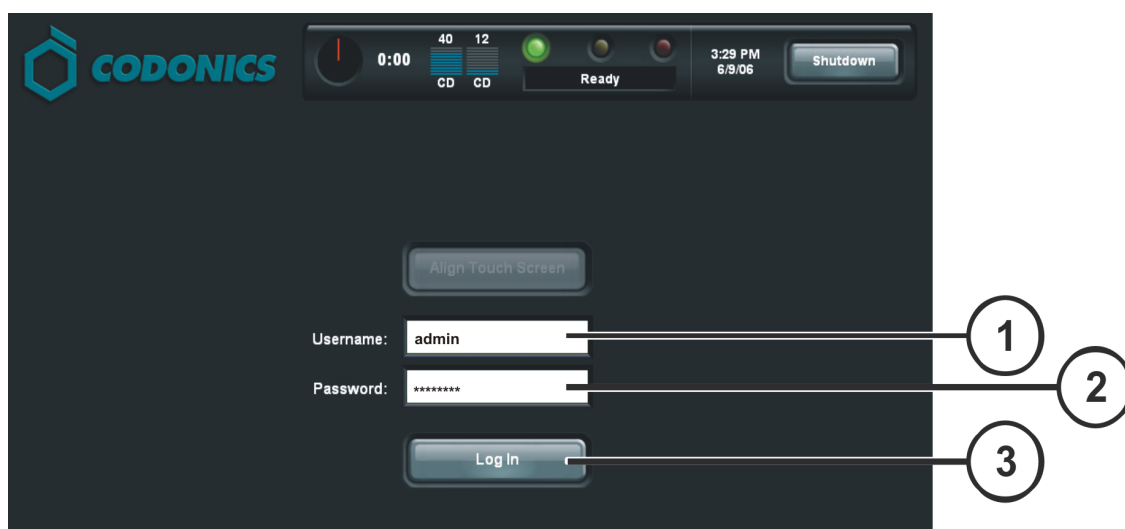 CODONICS
0:00
40 12
CD CD
Ready
3:29 PM
6/9/06
Shutdown
Align Touch Screen
Username: admin
Password: ********
Log In
1
2
3